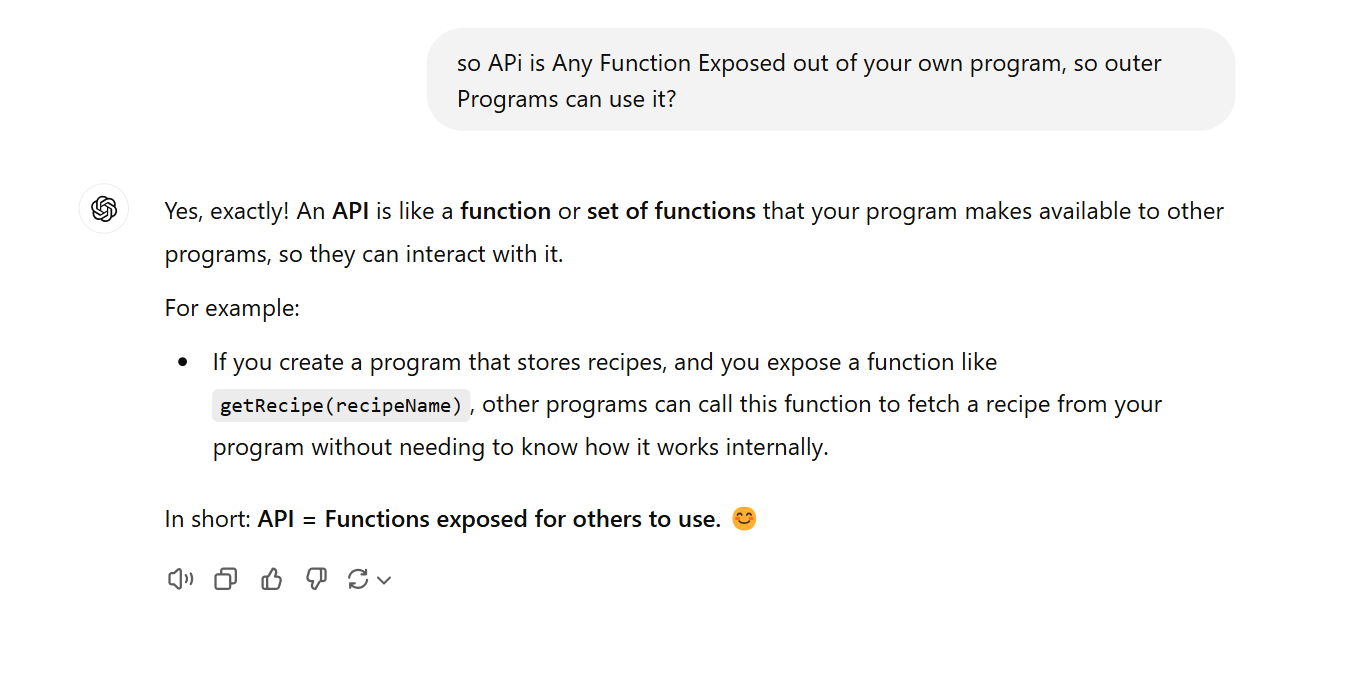 so APi is Any Function Exposed out of your own program, so outer
Programs can use it?
Yes, exactly! An API is like a function or set of functions that your program makes available to other
programs, so they can interact with it.
For example:
If you create a program that stores recipes, and you expose a function like
getRecipe(recipeName), other programs can call this function to fetch a recipe from your
program without needing to know how it works internally.
In short: API = Functions exposed for others to use. 😊